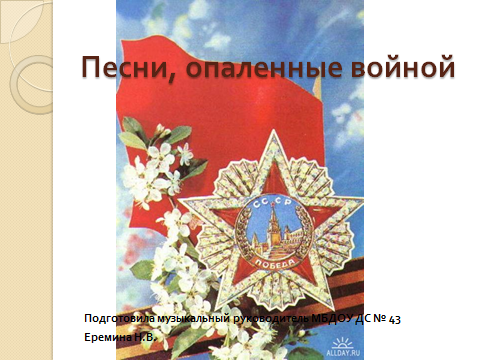 Песни, опаленные войной
СССР
ПОБЕДА
Подготовила музыкальный руководитель МБДОУ ДС № 43
Еремина Н.В.
ALLDAY.RU